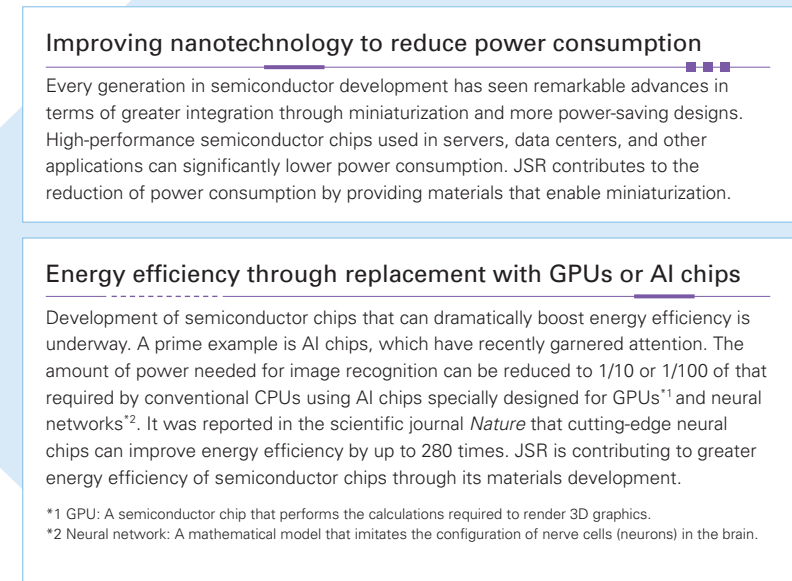 Improving nanotechnology to reduce power consumption
Every generation in semiconductor development has seen remarkable advances in
terms of greater integration through miniaturization and more power-saving designs.
High-performance semiconductor chips used in servers, data centers, and other
applications can significantly lower power consumption. JSR contributes to the
reduction of power consumption by providing materials that enable miniaturization.
Energy efficiency through replacement with GPUs or AI chips
Development of semiconductor chips that can dramatically boost energy efficiency is
underway. A prime example is AI chips, which have recently garnered attention. The
amount of power needed for image recognition can be reduced to 1/10 or 1/100 of that
required by conventional CPUs using AI chips specially designed for GPUs*1 and neural
networks*2. It was reported in the scientific journal Nature that cutting-edge neural
chips can improve energy efficiency by up to 280 times. JSR is contributing to greater
energy efficiency of semiconductor chips through its materials development.
*1 GPU: A semiconductor chip that performs the calculations required to render 3D graphics.
*2 Neural network: A mathematical model that imitates the configuration of nerve cells (neurons) in the brain.